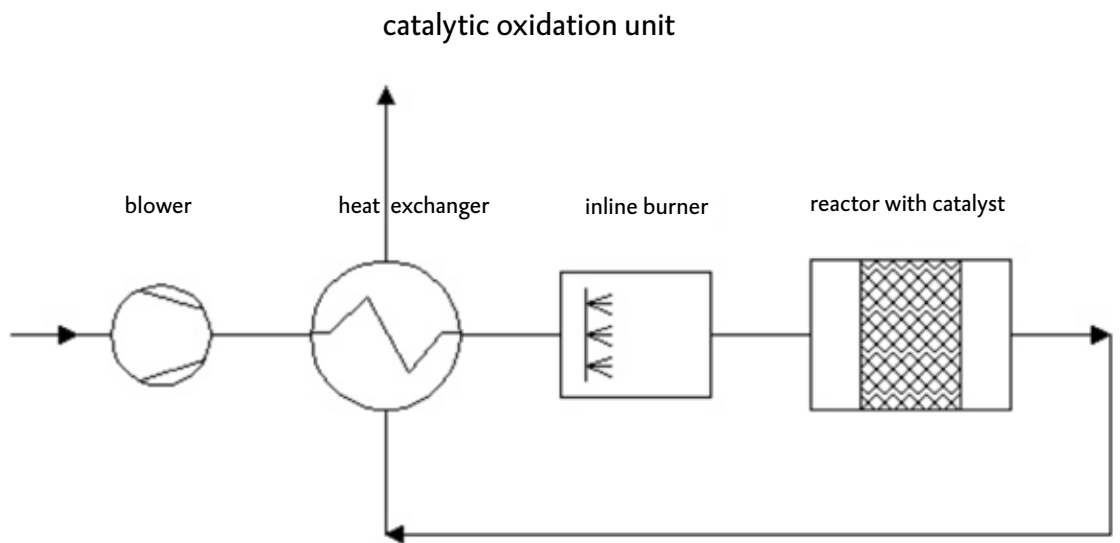 catalytic oxidation unit
blower
heat exchanger
inline burner
reactor with catalyst